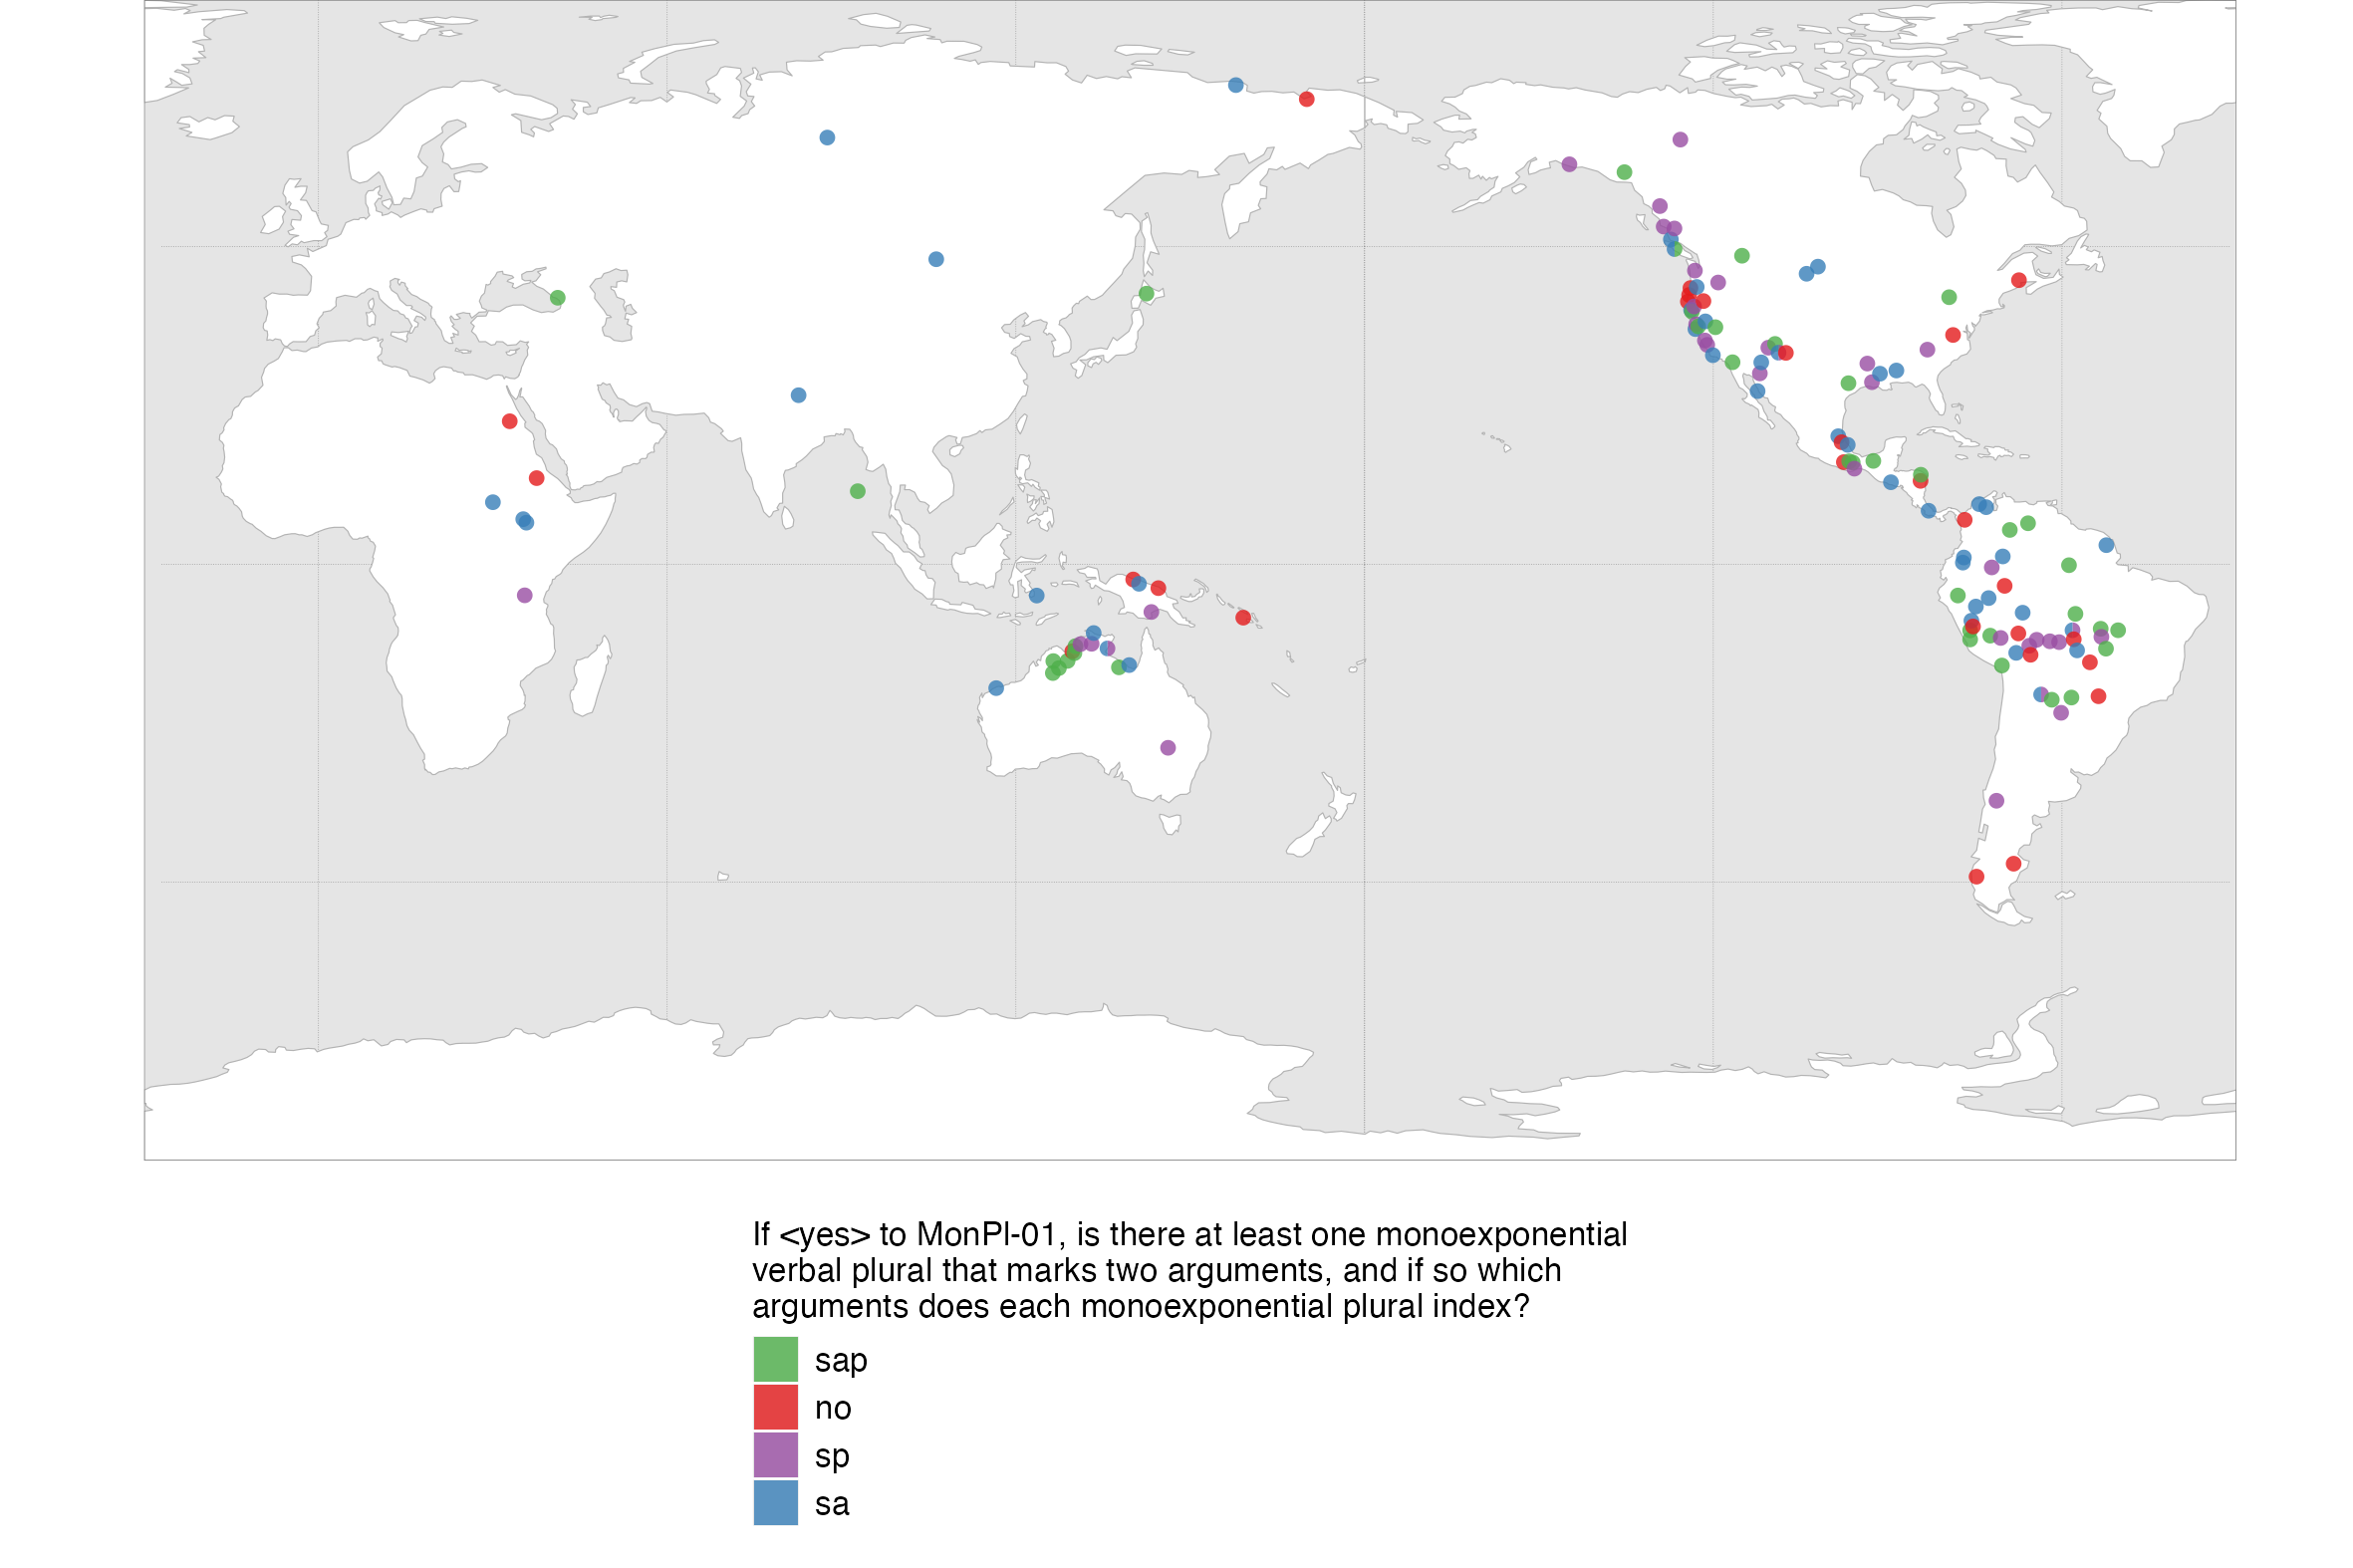 If <yes> to MonPl-01, is there at least one monoexponential
verbal plural that marks two arguments, and if so which
arguments does each monoexponential plural index?
sap
no
sp
sa